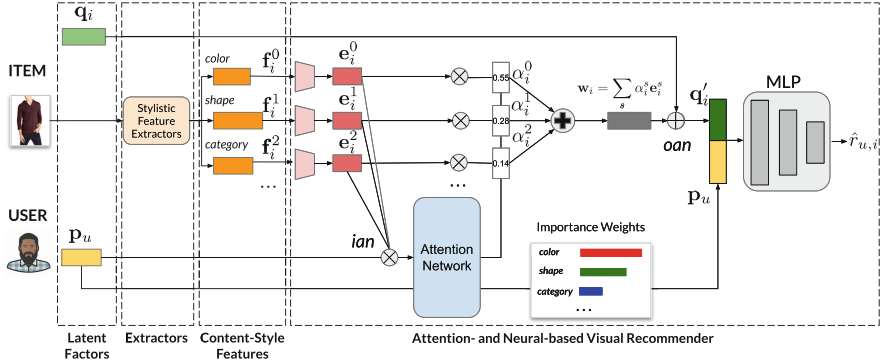 q_i
ITEM
Stylistic
Feature
Extractors
color
f_i^0
shape
f_i^1
category
f_i^2
...
e_i^0
e_i^1
e_i^2
...
0.55
α_i^0
0.28
α_i^1
0.14
α_i^2
w_i = ∑_s α_i^s e_i^s
oan
q_i′
p_u
MLP
r̂_{u,i}
USER
p_u
ian
Attention
Network
Importance Weights
color
shape
category
...
Latent
Factors
Extractors
Content-Style
Features
Attention- and Neural-based Visual Recommender